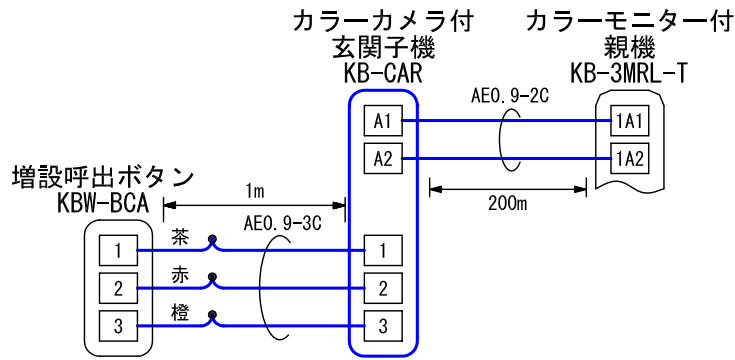 カラーカメラ付
玄関子機
KB-CAR
カラーモニター付
親機
KB-3MRL-T
AE0.9-2C
A1
1A1
A2
1A2
200m
増設呼出ボタン
KBW-BCA
1m
AE0.9-3C
1
茶
1
2
赤
2
3
橙
3